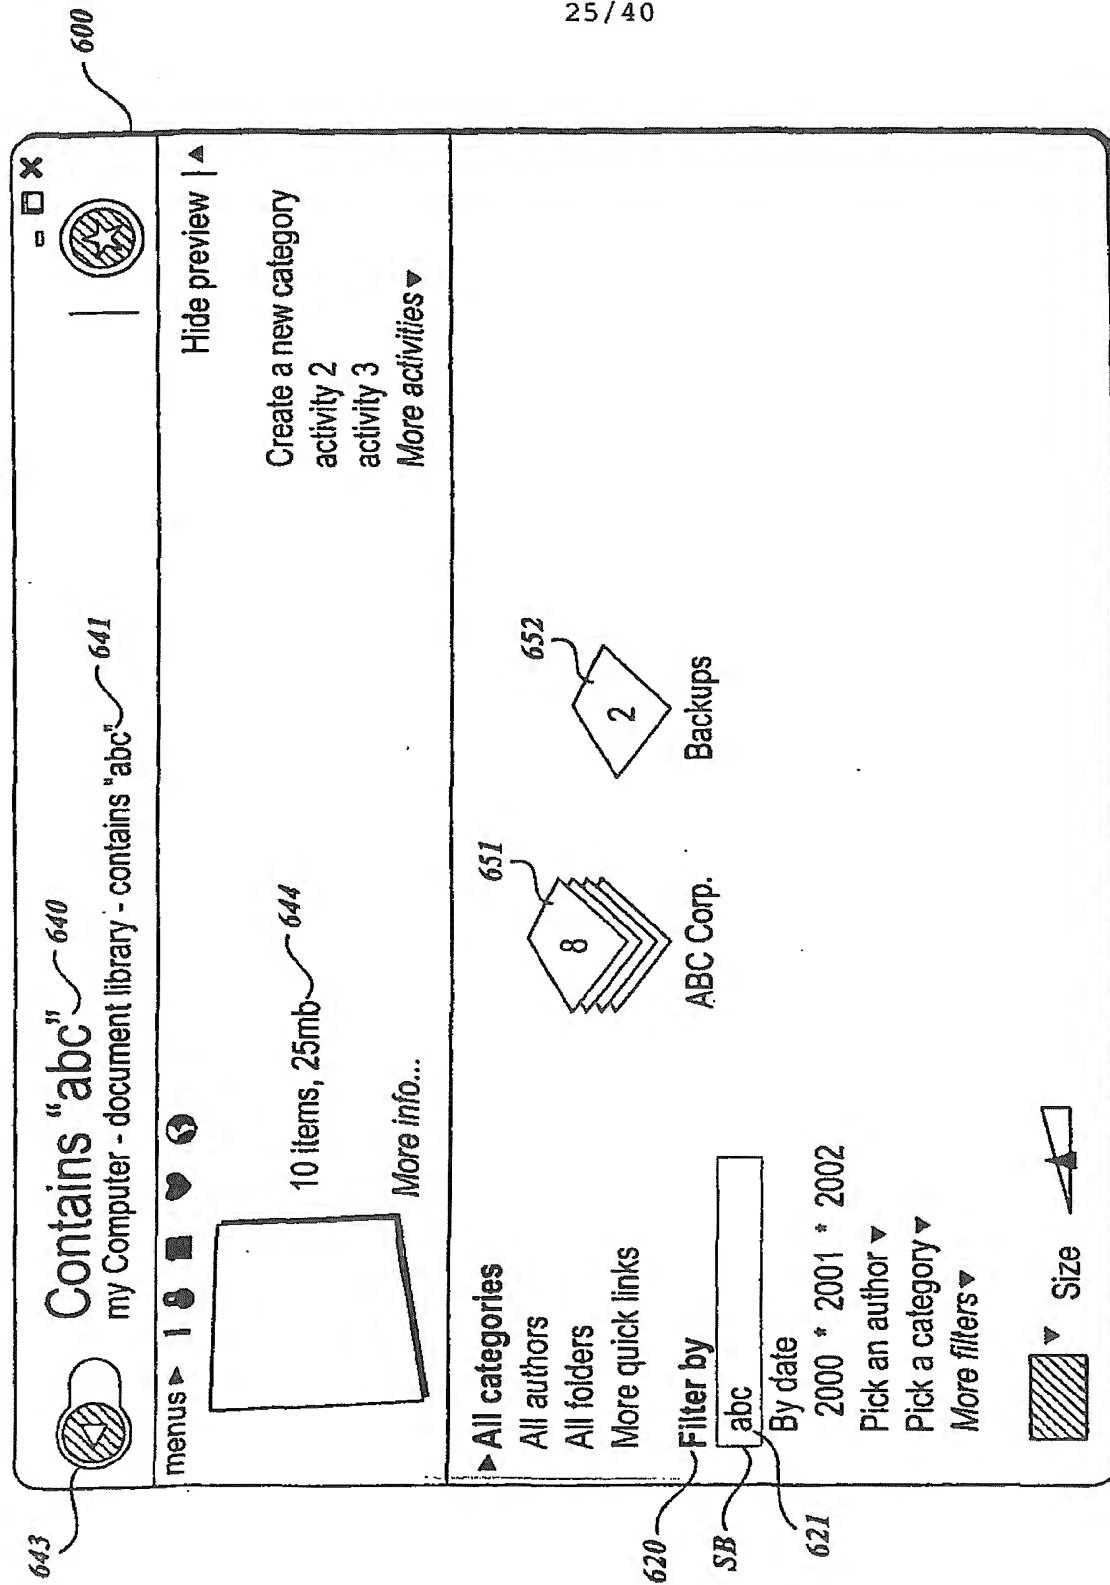 25/40
600
643
Contains "abc"
640
my Computer - document library - contains "abc"
641
menus
Hide preview
10 items, 25mb
644
More info...
Create a new category
activity 2
activity 3
More activities
All categories
All authors
All folders
More quick links
620
Filter by
SB
abc
621
By date
2000 * 2001 * 2002
Pick an author
Pick a category
More filters
Size
651
8
ABC Corp.
652
2
Backups